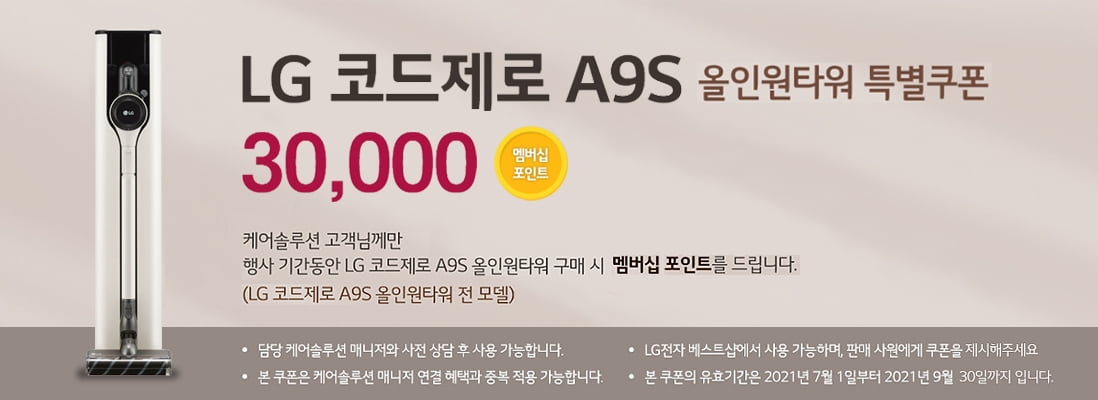 LG 코드제로 A9S 올인원타워 특별쿠폰
30,000 멤버십
포인트
케어솔루션 고객님께만
행사 기간동안 LG 코드제로 A9S 올인원타워 구매 시 멤버십 포인트를 드립니다.
(LG 코드제로 A9S 올인원타워 전 모델)
• 담당 케어솔루션 매니저와 사전 상담 후 사용 가능합니다.
• 본 쿠폰은 케어솔루션 매니저 연결 혜택과 중복 적용 가능합니다.
• LG전자 베스트샵에서 사용 가능하며, 판매 사원에게 쿠폰을 제시해주세요
• 본 쿠폰의 유효기간은 2021년 7월 1일부터 2021년 9월 30일까지 입니다.
LG